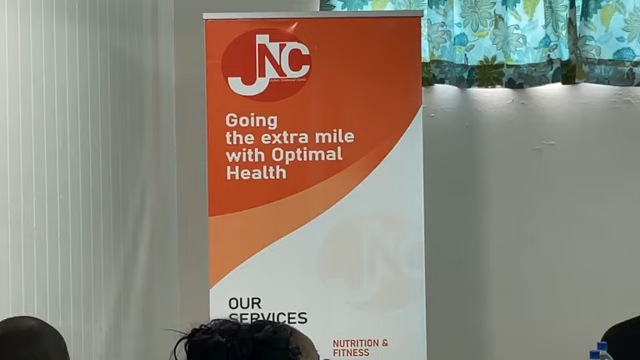 JNC
Going
the extra mile
with Optimal
Health
OUR
SERVICES
NUTRITION &
FITNESS